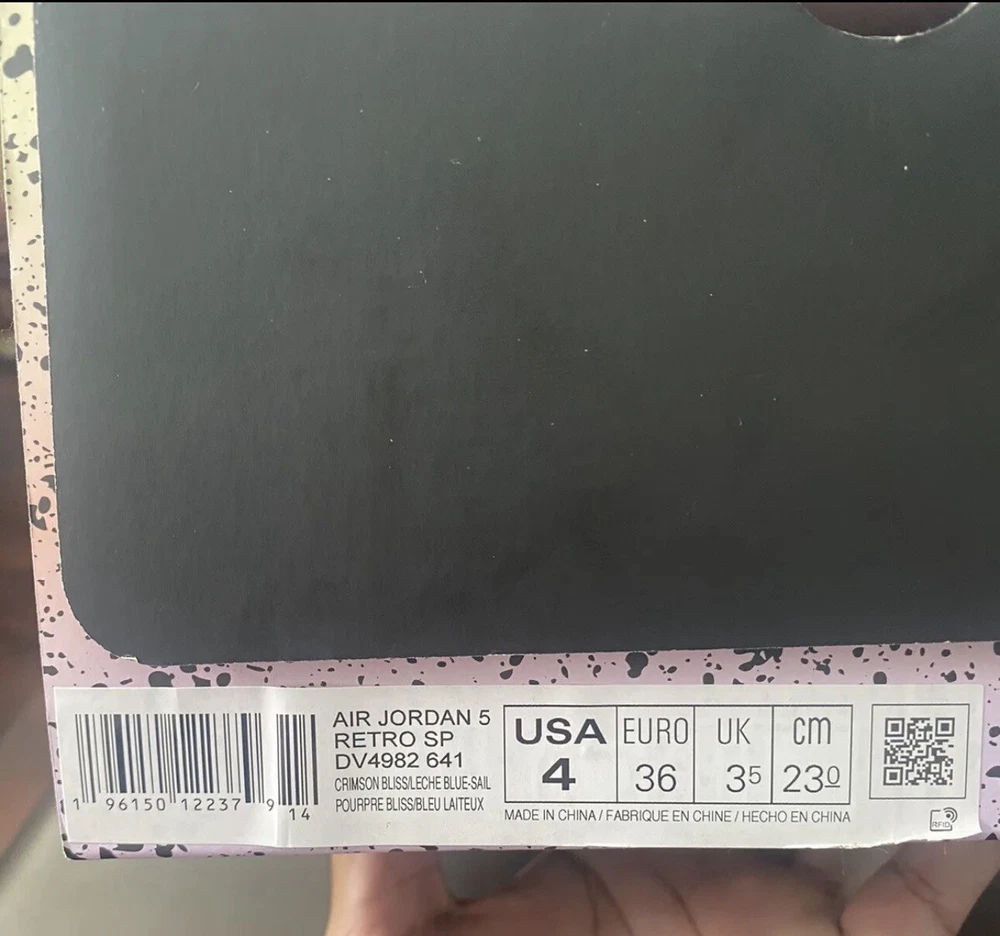 1 96150 12237 9 14
AIR JORDAN 5
RETRO SP
DV4982 641
CRIMSON BLISS/LECHE BLUE-SAIL
POURPRE BLISS/BLEU LAITEUX
USA EURO UK cm
4 36 35 230
MADE IN CHINA / FABRIQUE EN CHINE / HECHO EN CHINA
RFID